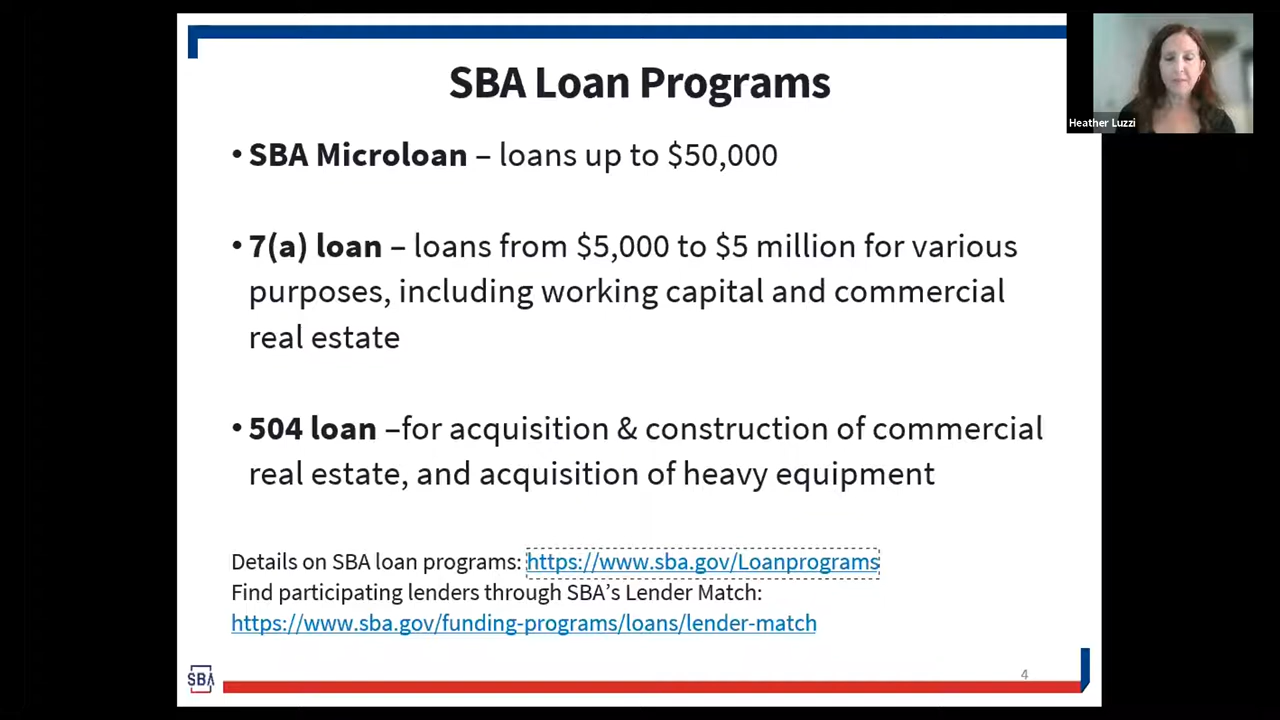 SBA Loan Programs
Heather Luzzi
• SBA Microloan – loans up to $50,000
• 7(a) loan – loans from $5,000 to $5 million for various
purposes, including working capital and commercial
real estate
• 504 loan –for acquisition & construction of commercial
real estate, and acquisition of heavy equipment
Details on SBA loan programs: https://www.sba.gov/Loanprograms
Find participating lenders through SBA’s Lender Match:
https://www.sba.gov/funding-programs/loans/lender-match
SBA
4